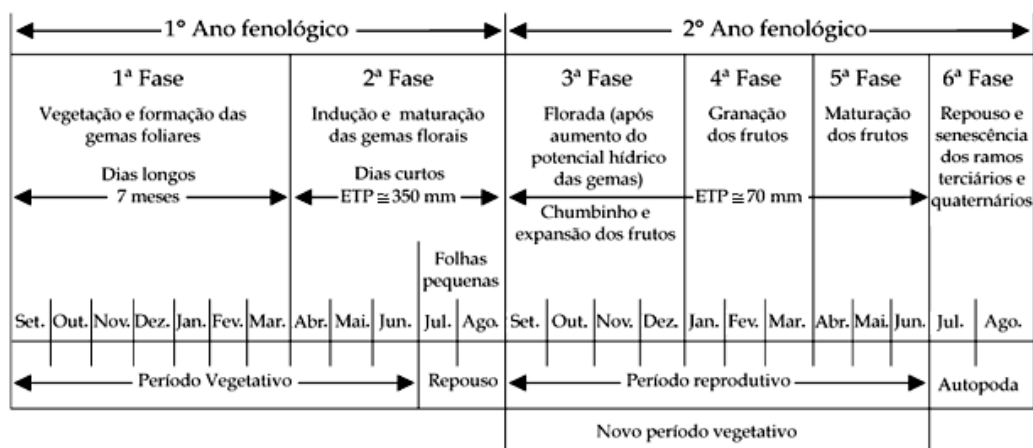 1º Ano fenológico
2º Ano fenológico
1ª Fase
Vegetação e formação das
gemas foliares
Dias longos
7 meses
2ª Fase
Indução e maturação
das gemas florais
Dias curtos
ETP ≅ 350 mm
Folhas
pequenas
3ª Fase
Florada (após
aumento do
potencial hídrico
das gemas)
Chumbinho e
expansão dos frutos
4ª Fase
Granação
dos frutos
ETP ≅ 70 mm
5ª Fase
Maturação
dos frutos
6ª Fase
Repouso e
senescência
dos ramos
terciários e
quaternários
Set. Out. Nov. Dez. Jan. Fev. Mar. Abr. Mai. Jun. Jul. Ago. Set. Out. Nov. Dez. Jan. Fev. Mar. Abr. Mai. Jun. Jul. Ago.
Período Vegetativo
Repouso
Período reprodutivo
Autopoda
Novo período vegetativo